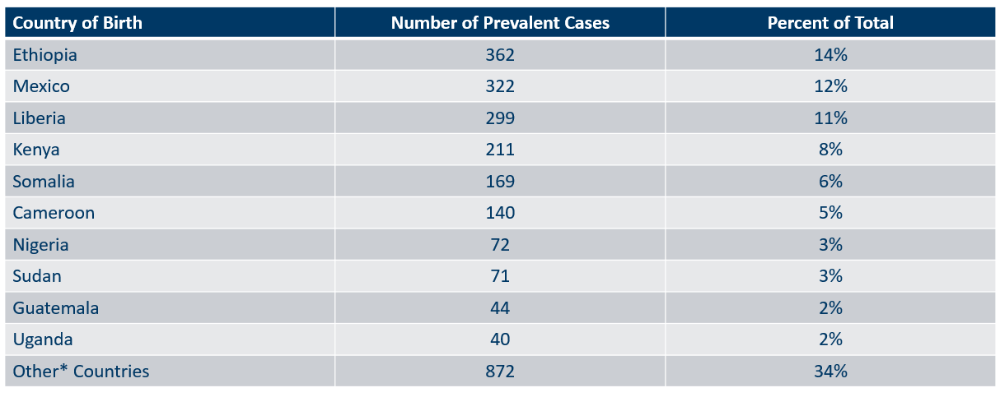 Country of Birth Number of Prevalent Cases Percent of Total
Ethiopia 362 14%
Mexico 322 12%
Liberia 299 11%
Kenya 211 8%
Somalia 169 6%
Cameroon 140 5%
Nigeria 72 3%
Sudan 71 3%
Guatemala 44 2%
Uganda 40 2%
Other* Countries 872 34%